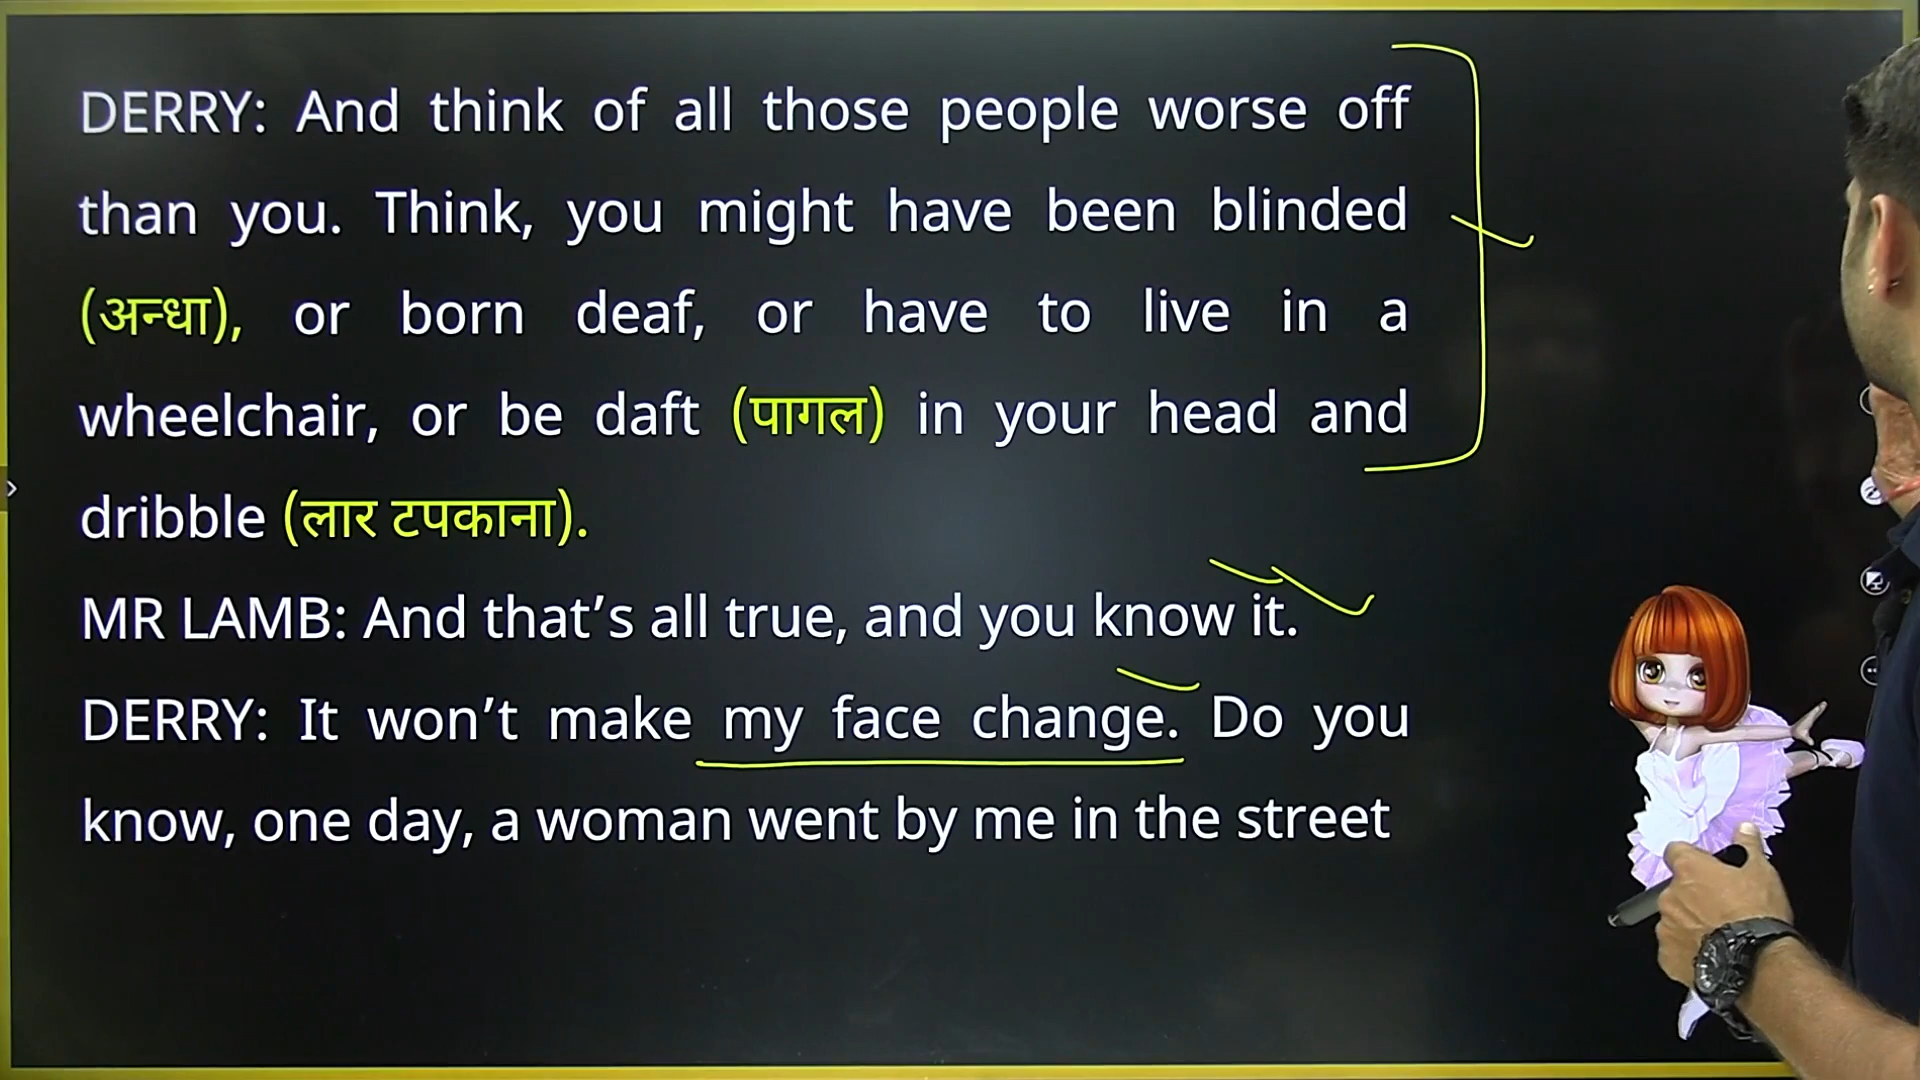 DERRY: And think of all those people worse off
than you. Think, you might have been blinded
(अन्धा), or born deaf, or have to live in a
wheelchair, or be daft (पागल) in your head and
dribble (लार टपकाना).
MR LAMB: And that’s all true, and you know it.
DERRY: It won’t make my face change. Do you
know, one day, a woman went by me in the street